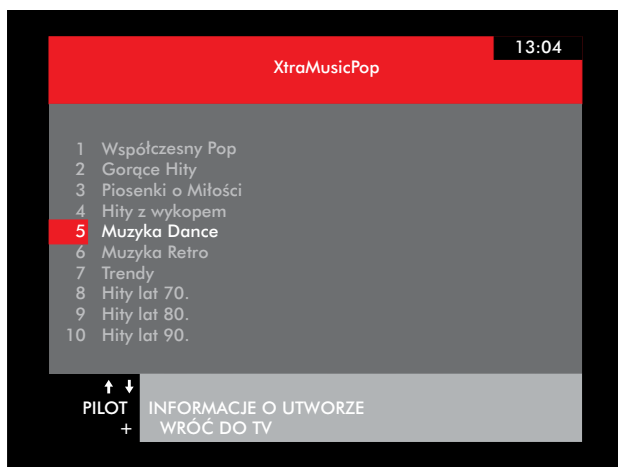 13:04
XtraMusicPop
1 Współczesny Pop
2 Gorące Hity
3 Piosenki o Miłości
4 Hity z wykopem
5 Muzyka Dance
6 Muzyka Retro
7 Trendy
8 Hity lat 70.
9 Hity lat 80.
10 Hity lat 90.
PILOT INFORMACJE O UTWORZE
+ WRÓĆ DO TV